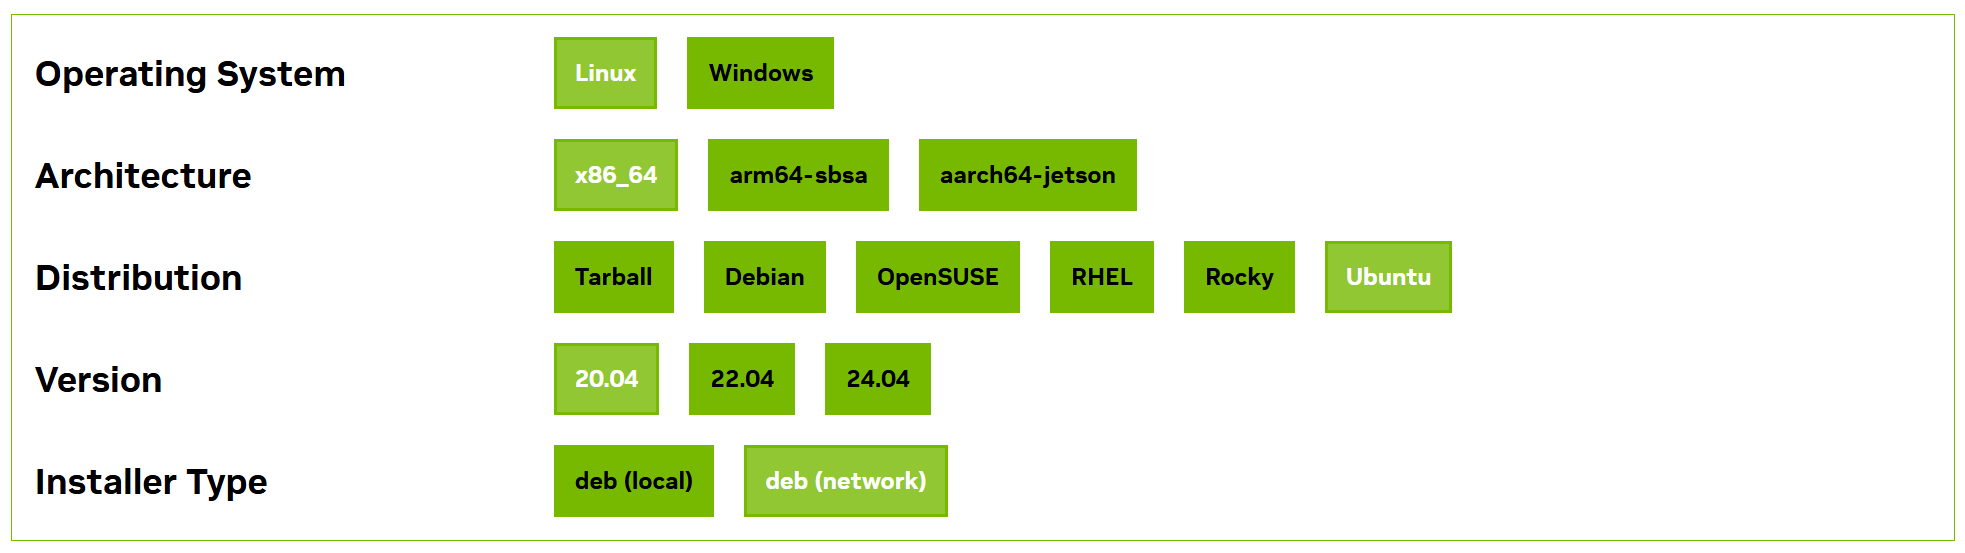 Operating System Linux Windows
Architecture x86_64 arm64-sbsa aarch64-jetson
Distribution Tarball Debian OpenSUSE RHEL Rocky Ubuntu
Version 20.04 22.04 24.04
Installer Type deb (local) deb (network)